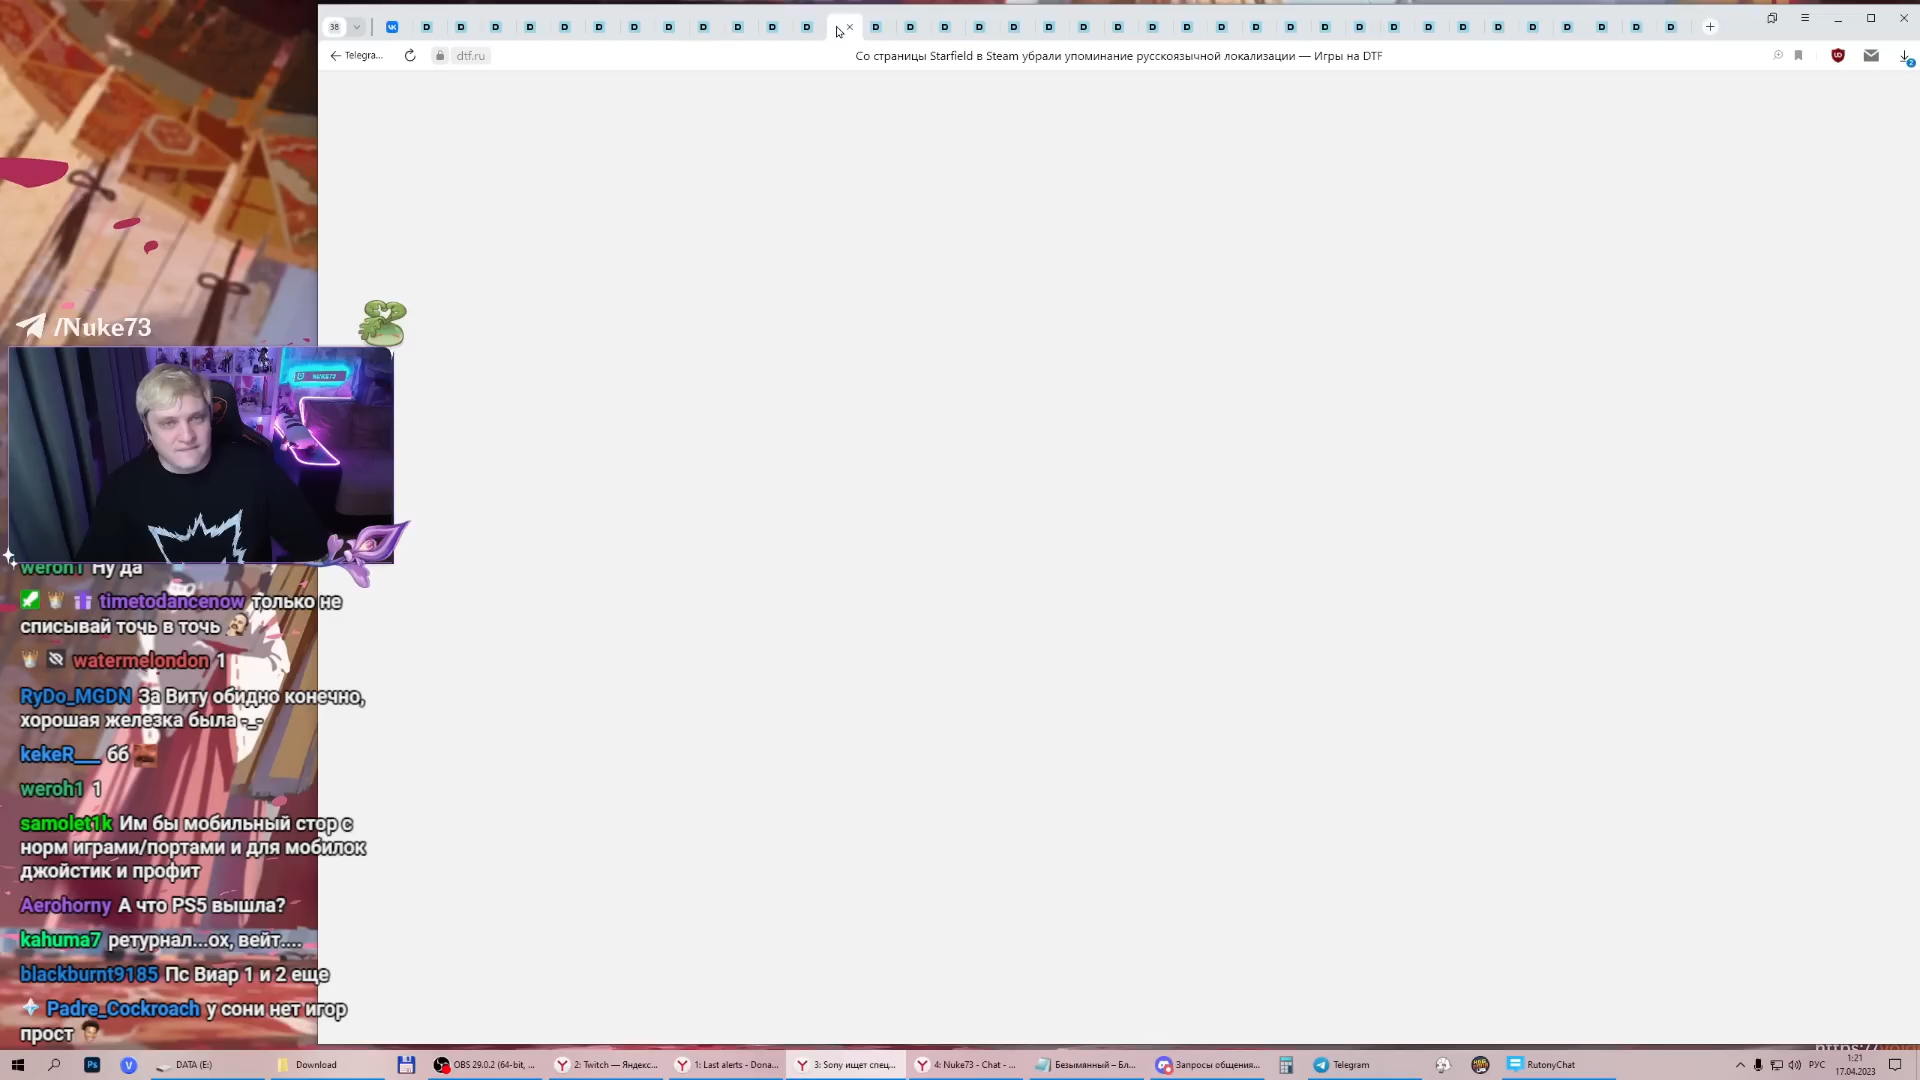 38
Telegra...
dtf.ru
Со страницы Starfield в Steam убрали упоминание русскоязычной локализации — Игры на DTF
2
/Nuke73
NUKE73
weroh1 Ну да
timetodancenow только не
списывай точь в точь
watermelondon 1
RyDo_MGDN За Виту обидно конечно,
хорошая железка была -_-
kekeR___ бб
weroh1 1
samolet1k Им бы мобильный стор с
норм играми/портами и для мобилок
джойстик и профит
Aerohorny А что PS5 вышла?
kahuma7 ретурнал...ох, вейт....
blackburnt9185 Пс Виар 1 и 2 еще
Padre_Cockroach у сони нет игор
прост
DATA (E:)
Download
OBS 29.0.2 (64-bit, ...
2: Twitch — Яндекс...
1: Last alerts - Dona...
3: Sony ищет спец...
4: Nuke73 - Chat - ...
Безымянный – Бл...
Запросы общения...
Telegram
RutonyChat
РУС
1:21
17.04.2023